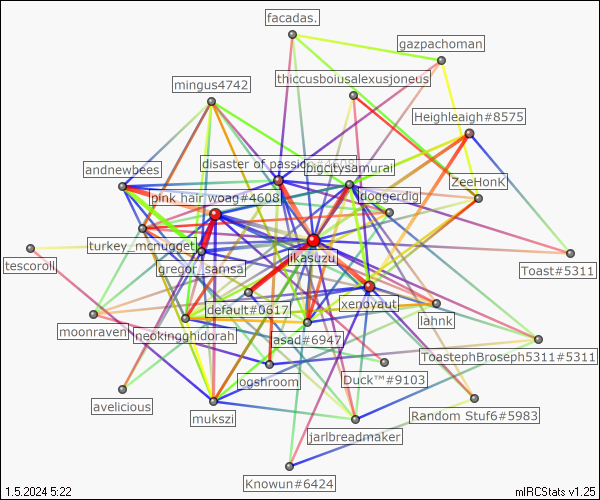 facadas.
gazpachoman
thiccusboiusalexusjoneus
mingus4742
Heighleaigh#8575
disaster of passion#4608
bigcitysamurai
andnewbees
ZeeHonK
pink hair woag#4608
doggerdig
turkey_mcnugget
ikasuzu
tescoroll
gregor_samsa
Toast#5311
default#0617
xenoyaut
lahnk
moonraven
neokingghidorah
asad#6947
ToastephBroseph5311#5311
ogshroom
Duck™#9103
avelicious
mukszi
Random Stuf6#5983
jarlbreadmaker
Knowun#6424
1.5.2024 5:22
mIRCStats v1.25